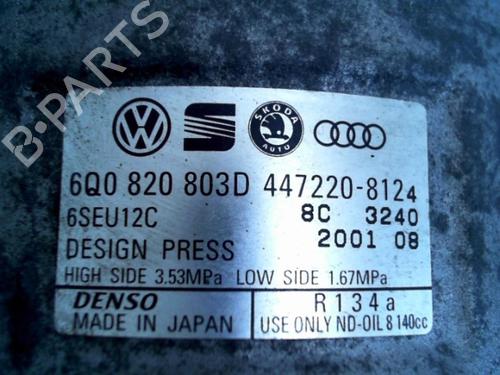 B-PARTS
SKODA
AUTO
6Q0 820 803D 447220-8124
6SEU12C 8C 3240
DESIGN PRESS 2001 08
HIGH SIDE 3.53MPa LOW SIDE 1.67MPa
DENSO R134a
MADE IN JAPAN USE ONLY ND-OIL 8 140cc